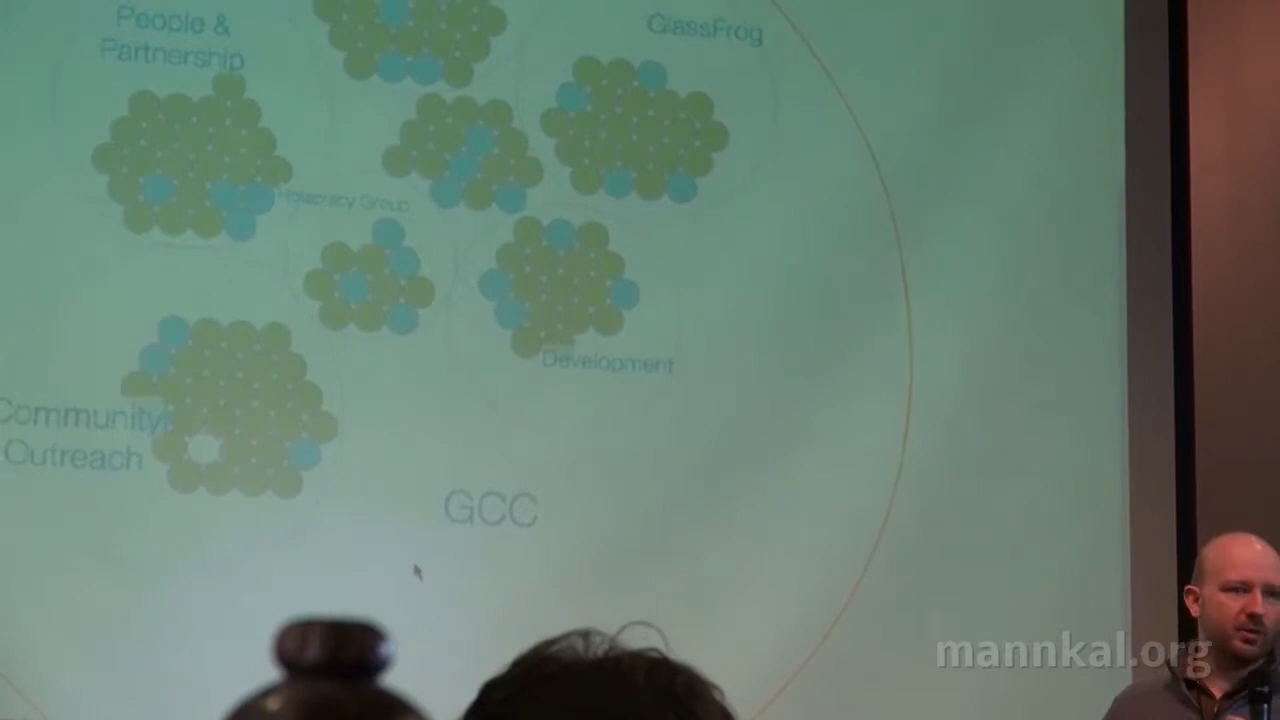 People &
Partnership
GlassFrog
Holacracy Group
Development
Community
Outreach
GCC
mannkal.org